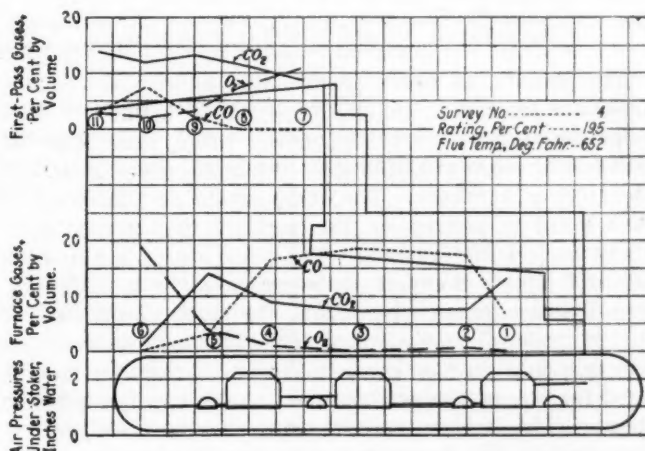 First-Pass Gases,
Per Cent by
Volume
20
10
0
CO2
O2
CO
11
10
9
8
7
Survey No. 4
Rating, Per Cent 195
Flue Temp., Deg. Fahr. 652
Furnace Gases,
Per Cent by
Volume.
20
10
0
CO
CO2
O2
6
5
4
3
2
1
Air Pressures
Under Stoker,
Inches Water
2
0